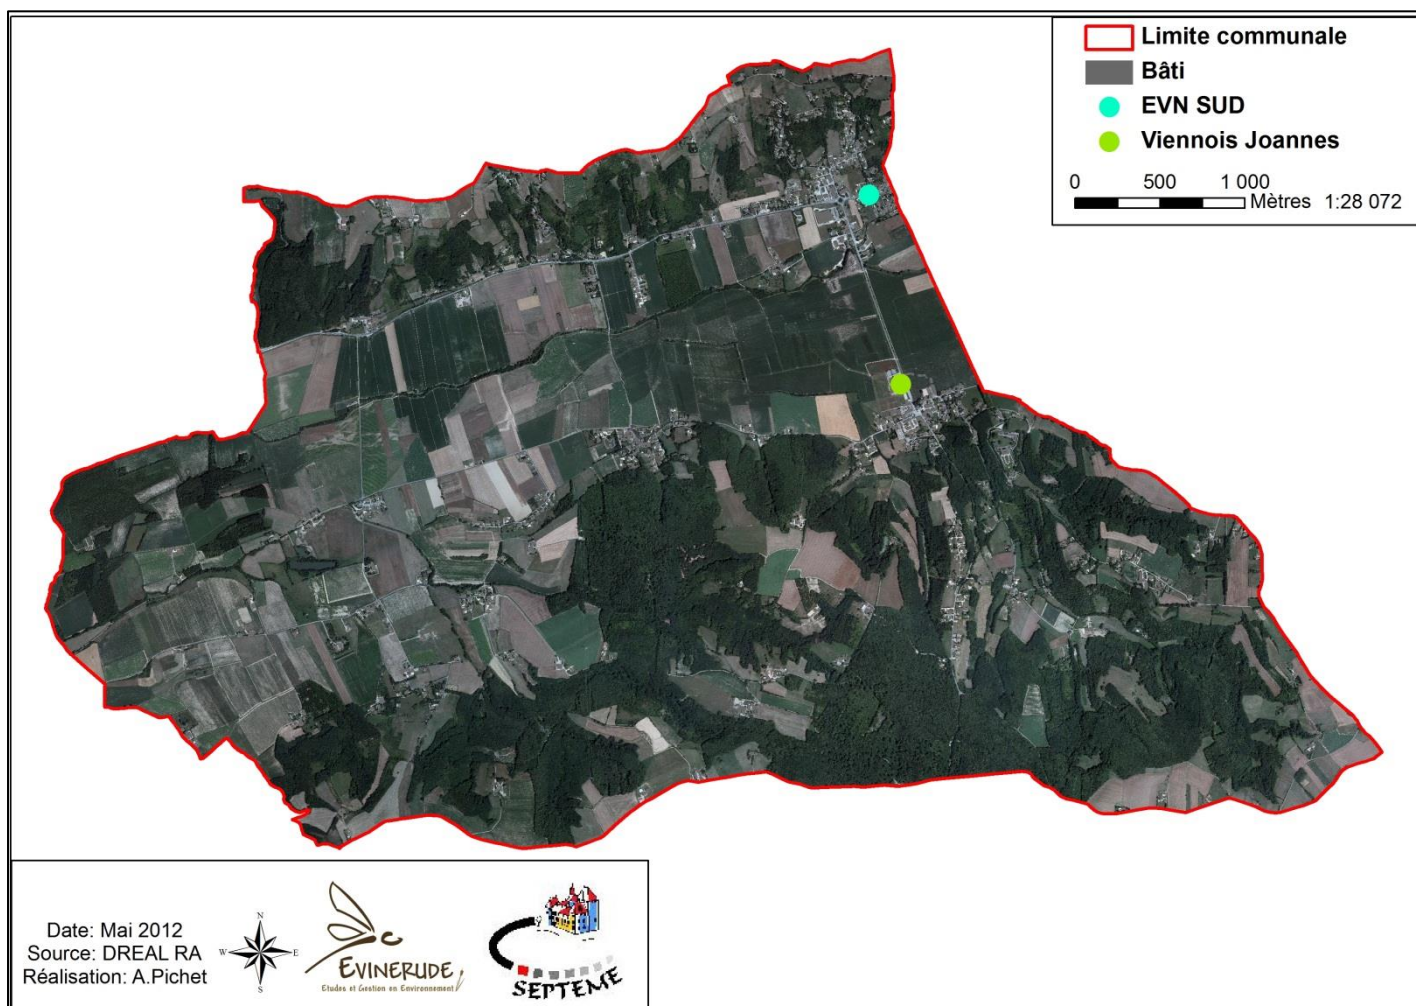 Limite communale
Bâti
EVN SUD
Viennois Joannes
0 500 1 000
Mètres 1:28 072
Date: Mai 2012
Source: DREAL RA
Réalisation: A.Pichet
N
W E
S
EVINERUDE
Etudes et Gestion en Environnement
SEPTEME